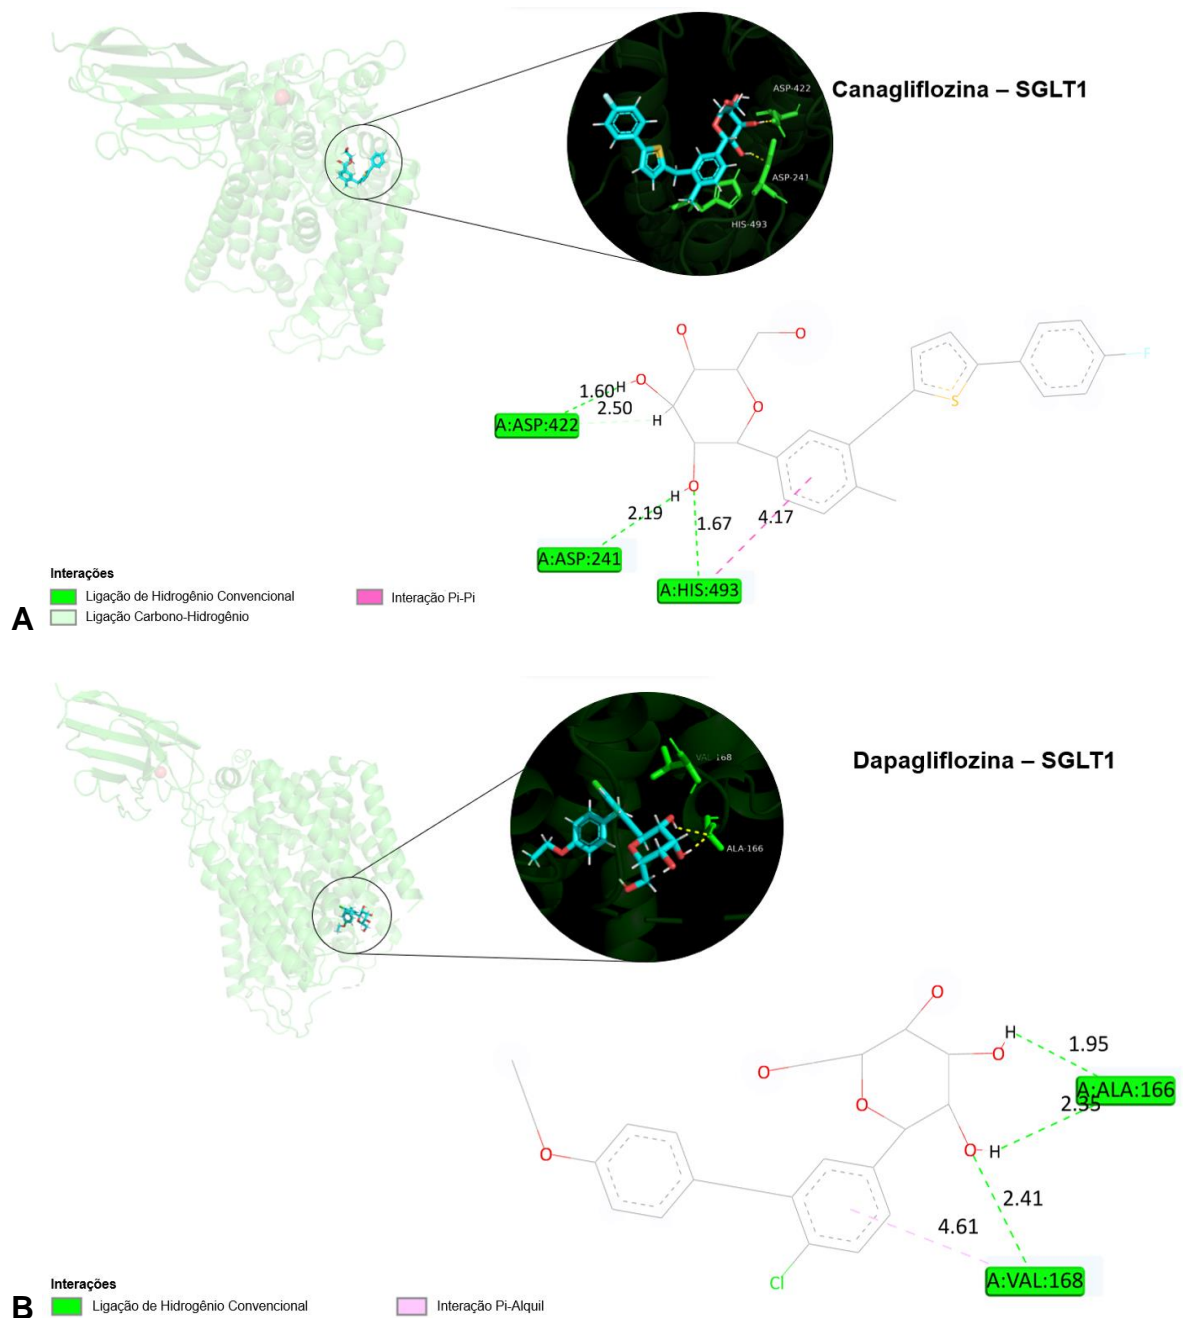 Canagliflozina – SGLT1
ASP-422
ASP-241
HIS-493
O
O
H
O
1.60
2.50
A:ASP:422
H
O
S
F
H
O
2.19
1.67
4.17
A:ASP:241
A:HIS:493
Interações
Ligação de Hidrogênio Convencional
Interação Pi-Pi
Ligação Carbono-Hidrogênio
A
Dapagliflozina – SGLT1
VAL-168
ALA-166
O
H
O
1.95
O
A:ALA:166
2.35
O
O
H
O
2.41
4.61
A:VAL:168
Cl
Interações
Ligação de Hidrogênio Convencional
Interação Pi-Alquil
B